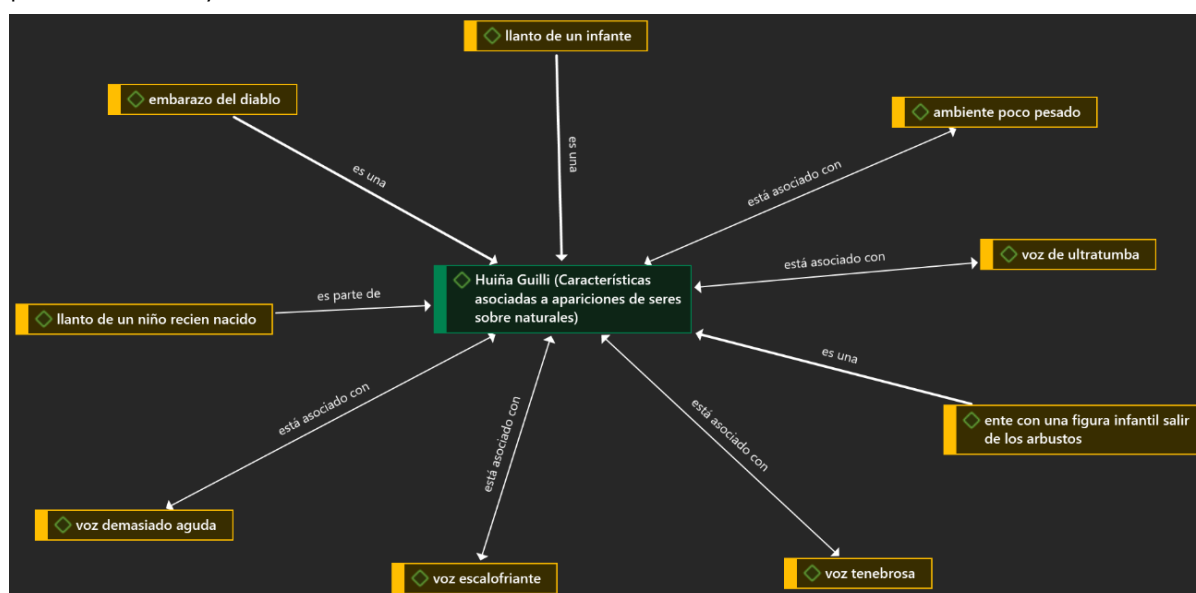 llanto de un infante
embarazo del diablo
ambiente poco pesado
es una
es una
está asociado con
voz de ultratumba
está asociado con
Huiña Guilli (Características
asociadas a apariciones de seres
sobre naturales)
es parte de
llanto de un niño recien nacido
es una
está asociado con
está asociado con
está asociado con
ente con una figura infantil salir
de los arbustos
voz demasiado aguda
voz escalofriante
voz tenebrosa